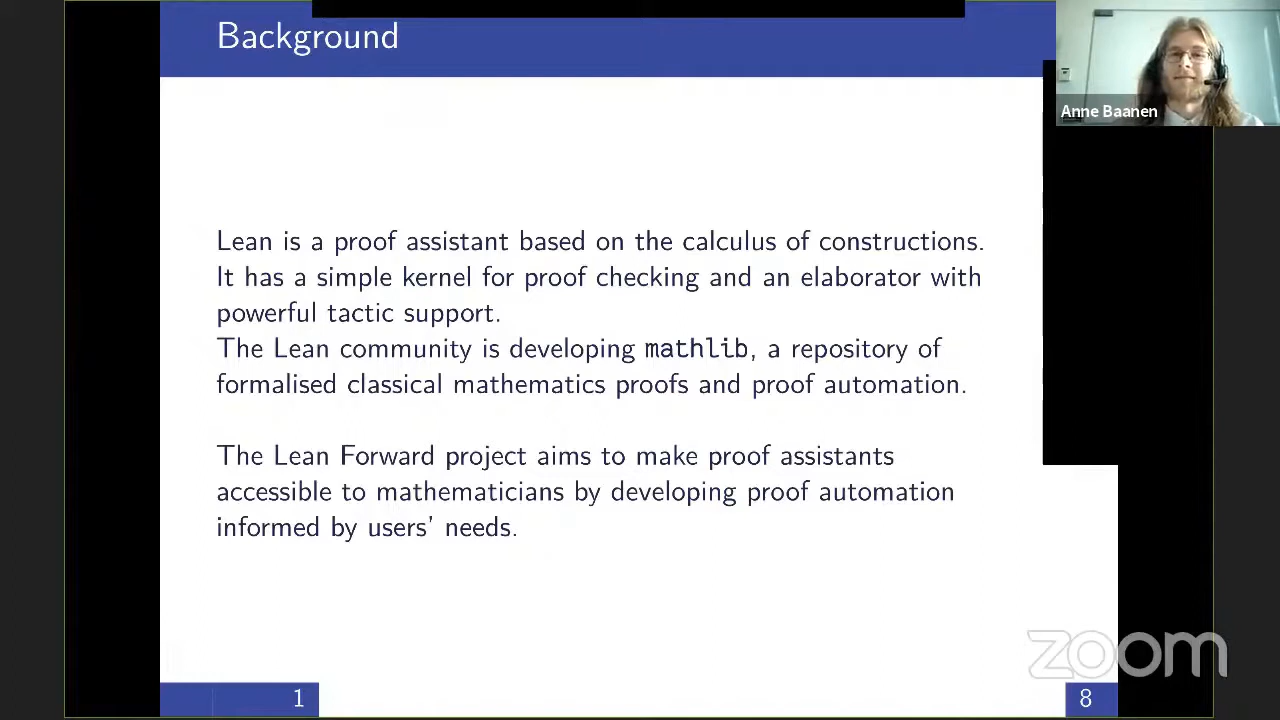 Background
Anne Baanen
Lean is a proof assistant based on the calculus of constructions.
It has a simple kernel for proof checking and an elaborator with
powerful tactic support.
The Lean community is developing mathlib, a repository of
formalised classical mathematics proofs and proof automation.
The Lean Forward project aims to make proof assistants
accessible to mathematicians by developing proof automation
informed by users' needs.
zoom
1
8